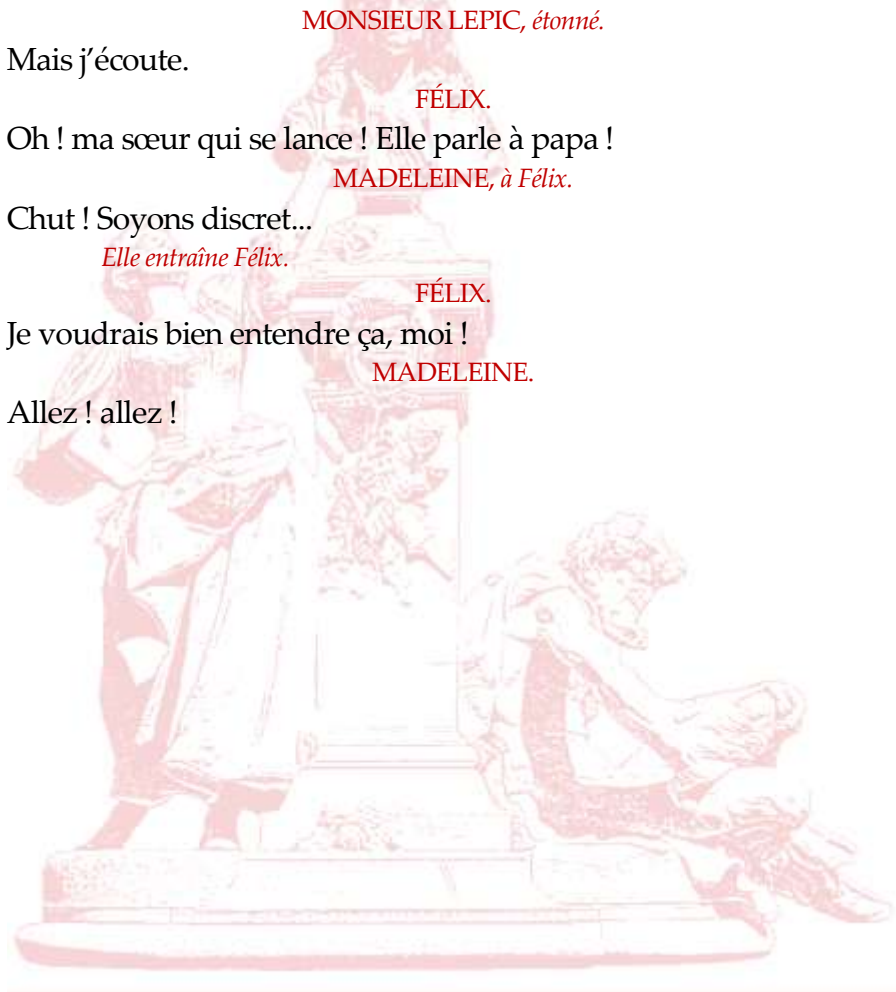 MONSIEUR LEPIC, étonné.
Mais j’écoute.
FÉLIX.
Oh ! ma sœur qui se lance ! Elle parle à papa !
MADELEINE, à Félix.
Chut ! Soyons discret...
Elle entraîne Félix.
FÉLIX.
Je voudrais bien entendre ça, moi !
MADELEINE.
Allez ! allez !